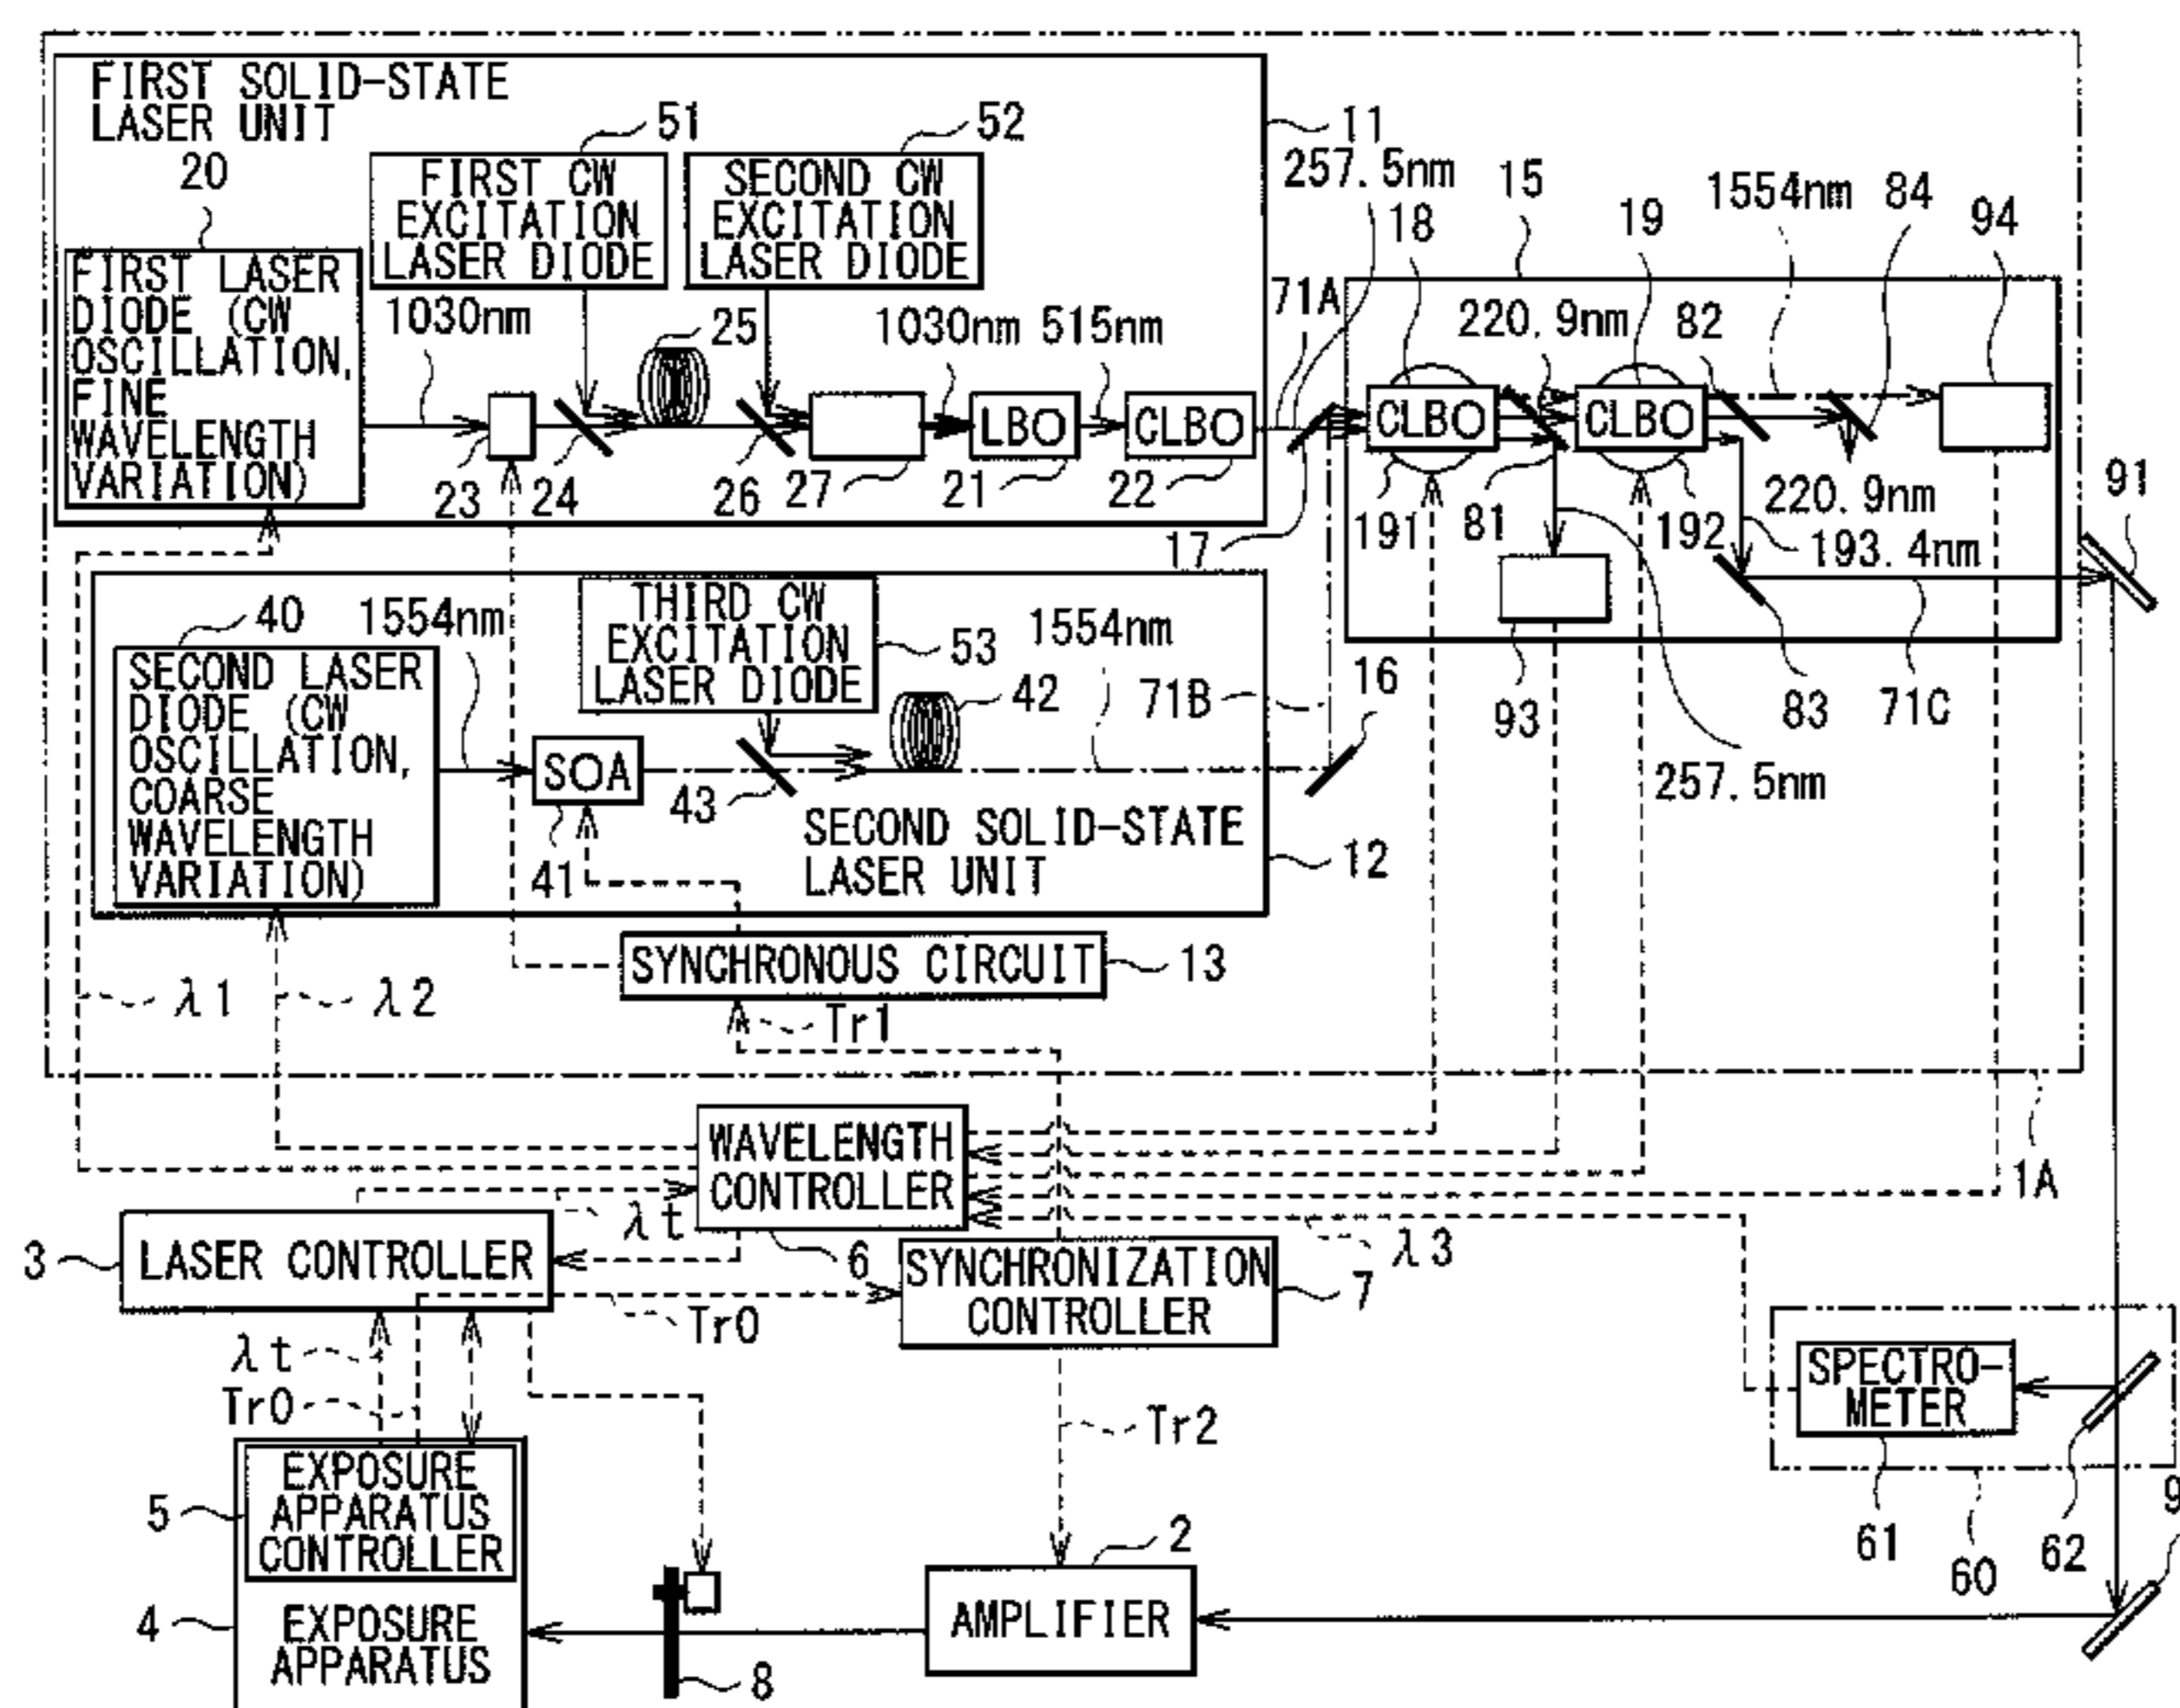 FIRST SOLID-STATE
LASER UNIT
20
51
52
11
257.5nm
15
18
19
1554nm
84
94
FIRST CW
EXCITATION
LASER DIODE
SECOND CW
EXCITATION
LASER DIODE
FIRST LASER
DIODE (CW
OSCILLATION,
FINE
WAVELENGTH
VARIATION)
1030nm
25
1030nm
515nm
71A
220.9nm
82
LBO
CLBO
CLBO
CLBO
23
24
26
27
21
22
17
191
81
192
220.9nm
193.4nm
91
40
1554nm
THIRD CW
EXCITATION
LASER DIODE
53
42
1554nm
71B
16
93
83
71C
257.5nm
SECOND LASER
DIODE (CW
OSCILLATION,
COARSE
WAVELENGTH
VARIATION)
SOA
41
43
SECOND SOLID-STATE
LASER UNIT
12
SYNCHRONOUS CIRCUIT
13
λ1
λ2
Tr1
WAVELENGTH
CONTROLLER
1A
λt
6
λ3
3
LASER CONTROLLER
SYNCHRONIZATION
CONTROLLER
7
Tr0
λt
Tr0
SPECTRO-
METER
Tr2
61
60
62
9
5
EXPOSURE
APPARATUS
CONTROLLER
2
4
EXPOSURE
APPARATUS
8
AMPLIFIER